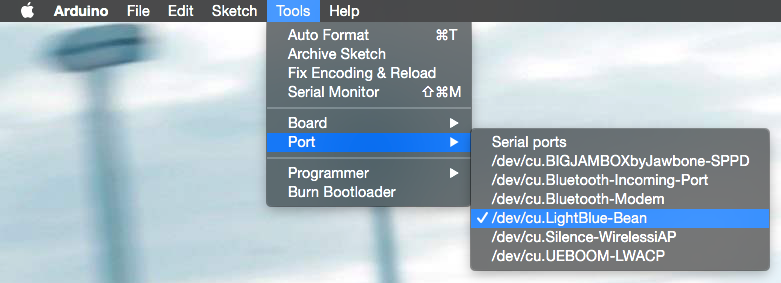 Arduino File Edit Sketch Tools Help
Auto Format ⌘T
Archive Sketch
Fix Encoding & Reload
Serial Monitor ⇧⌘M
Board ▶
Port ▶
Serial ports
/dev/cu.BIGJAMBOXbyJawbone-SPPD
/dev/cu.Bluetooth-Incoming-Port
/dev/cu.Bluetooth-Modem
✓ /dev/cu.LightBlue-Bean
/dev/cu.Silence-WirelessiAP
/dev/cu.UEBOOM-LWACP
Programmer ▶
Burn Bootloader